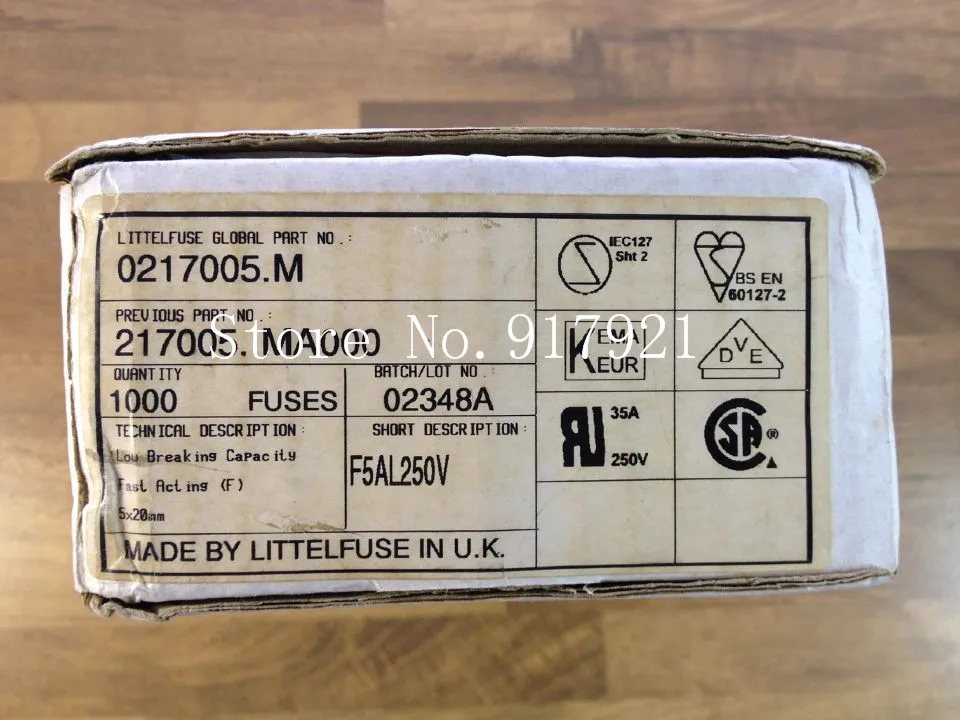 LITTELFUSE GLOBAL PART NO.:
0217005.M
PREVIOUS PART NO.:
217005.MA000
QUANTITY
1000 FUSES
BATCH/LOT NO.:
02348A
TECHNICAL DESCRIPTION:
Low Breaking Capacity
Fast Acting (F)
5x20mm
SHORT DESCRIPTION:
F5AL250V
MADE BY LITTELFUSE IN U.K.
IEC127
Sht 2
BS EN
60127-2
KEMA
KEUR
DVE
RU
35A
250V
CSA®
Store No. 917921